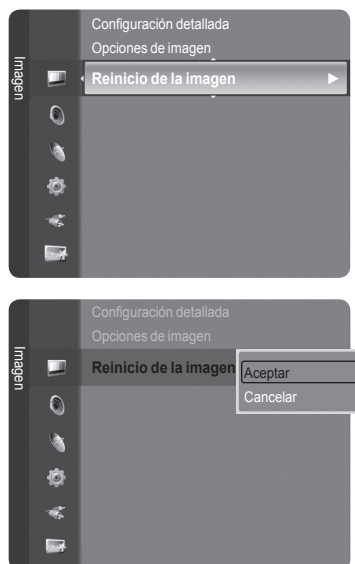 Imagen
Configuración detallada
Opciones de imagen
Reinicio de la imagen
Imagen
Configuración detallada
Opciones de imagen
Reinicio de la imagen
Aceptar
Cancelar